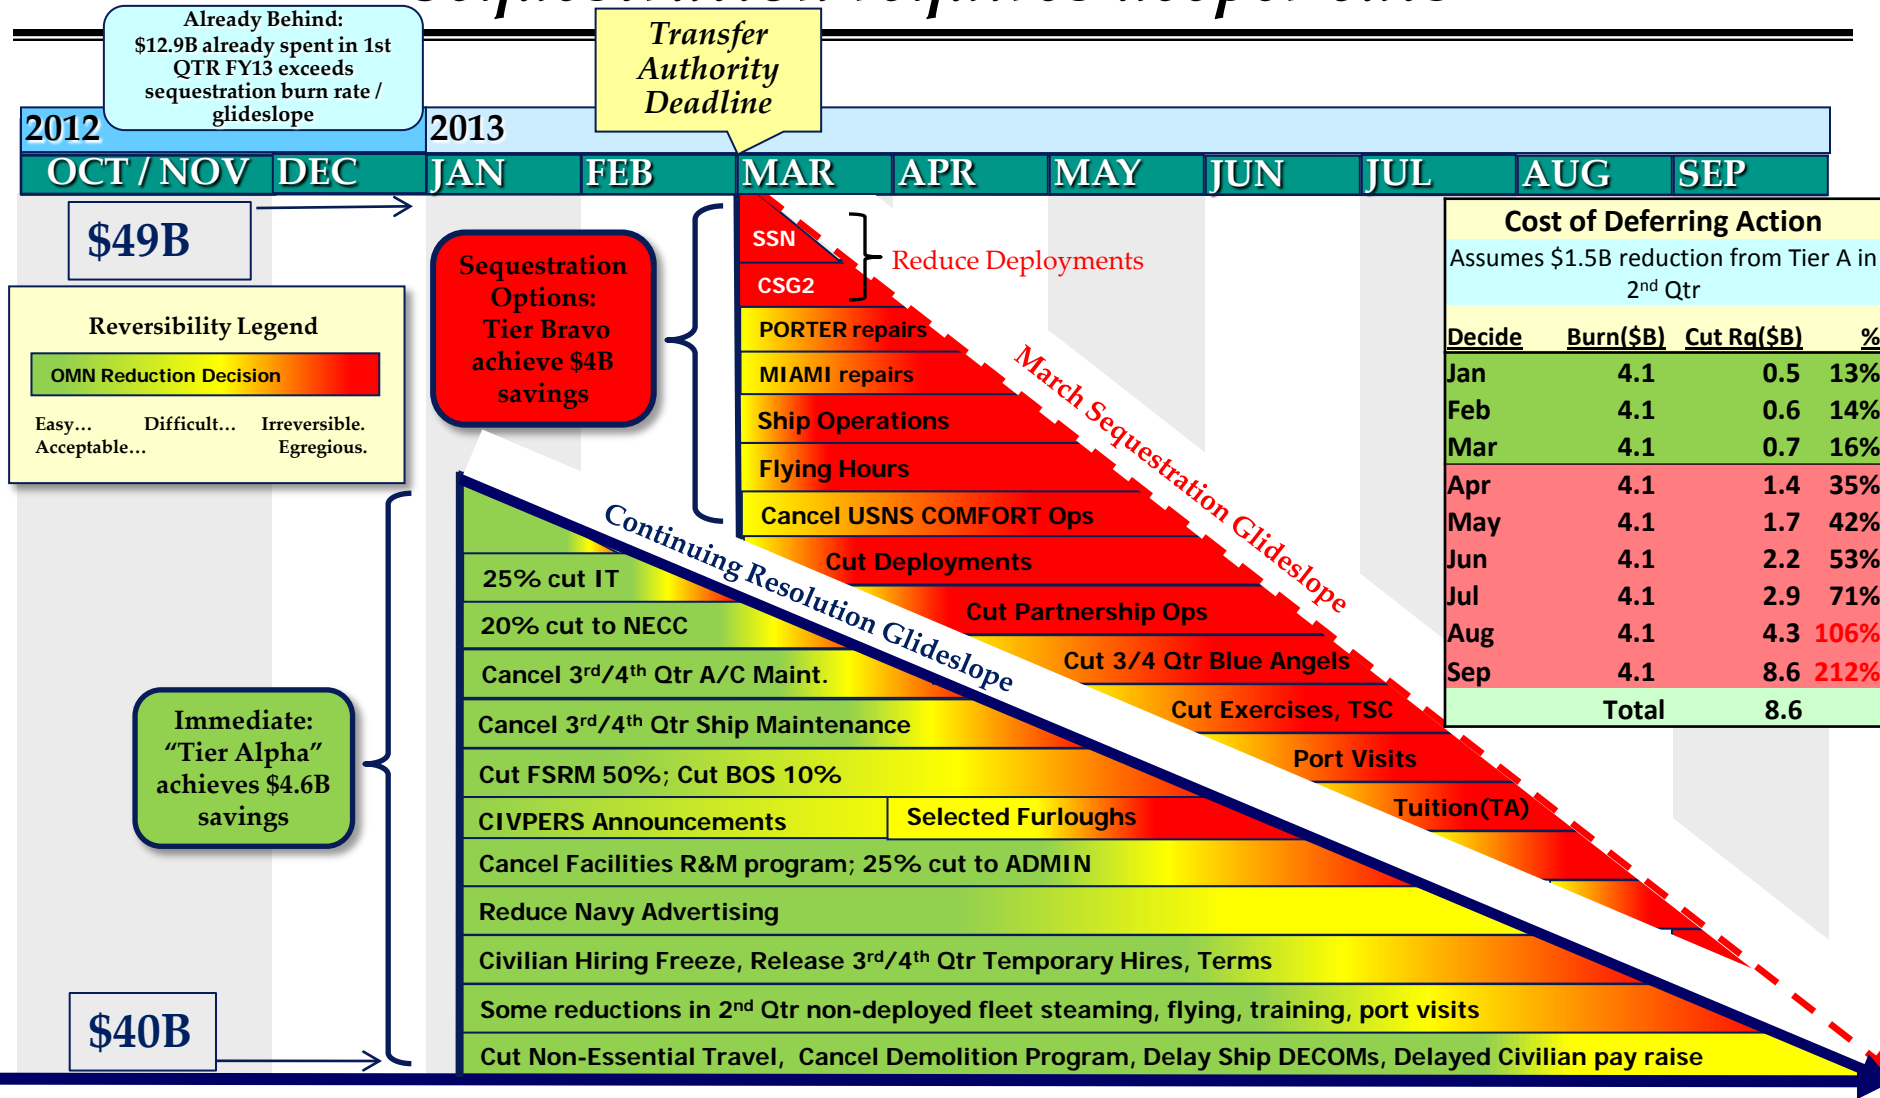 Already Behind:
$12.9B already spent in 1st
QTR FY13 exceeds
sequestration burn rate /
glideslope
Transfer
Authority
Deadline
2012
2013
OCT / NOV DEC JAN FEB MAR APR MAY JUN JUL AUG SEP
$49B
Reversibility Legend
OMN Reduction Decision
Easy… Difficult… Irreversible.
Acceptable… Egregious.
Sequestration
Options:
Tier Bravo
achieve $4B
savings
SSN
CSG2
Reduce Deployments
PORTER repairs
MIAMI repairs
Ship Operations
Flying Hours
Cancel USNS COMFORT Ops
Cut Deployments
Cut Partnership Ops
Cut 3/4 Qtr Blue Angels
Cut Exercises, TSC
Port Visits
Tuition(TA)
March Sequestration Glideslope
Continuing Resolution Glideslope
Cost of Deferring Action
Assumes $1.5B reduction from Tier A in
2nd Qtr
Decide Burn($B) Cut Rq($B) %
Jan 4.1 0.5 13%
Feb 4.1 0.6 14%
Mar 4.1 0.7 16%
Apr 4.1 1.4 35%
May 4.1 1.7 42%
Jun 4.1 2.2 53%
Jul 4.1 2.9 71%
Aug 4.1 4.3 106%
Sep 4.1 8.6 212%
Total 8.6
Immediate:
“Tier Alpha”
achieves $4.6B
savings
25% cut IT
20% cut to NECC
Cancel 3rd/4th Qtr A/C Maint.
Cancel 3rd/4th Qtr Ship Maintenance
Cut FSRM 50%; Cut BOS 10%
CIVPERS Announcements
Selected Furloughs
Cancel Facilities R&M program; 25% cut to ADMIN
Reduce Navy Advertising
Civilian Hiring Freeze, Release 3rd/4th Qtr Temporary Hires, Terms
Some reductions in 2nd Qtr non-deployed fleet steaming, flying, training, port visits
Cut Non-Essential Travel, Cancel Demolition Program, Delay Ship DECOMs, Delayed Civilian pay raise
$40B